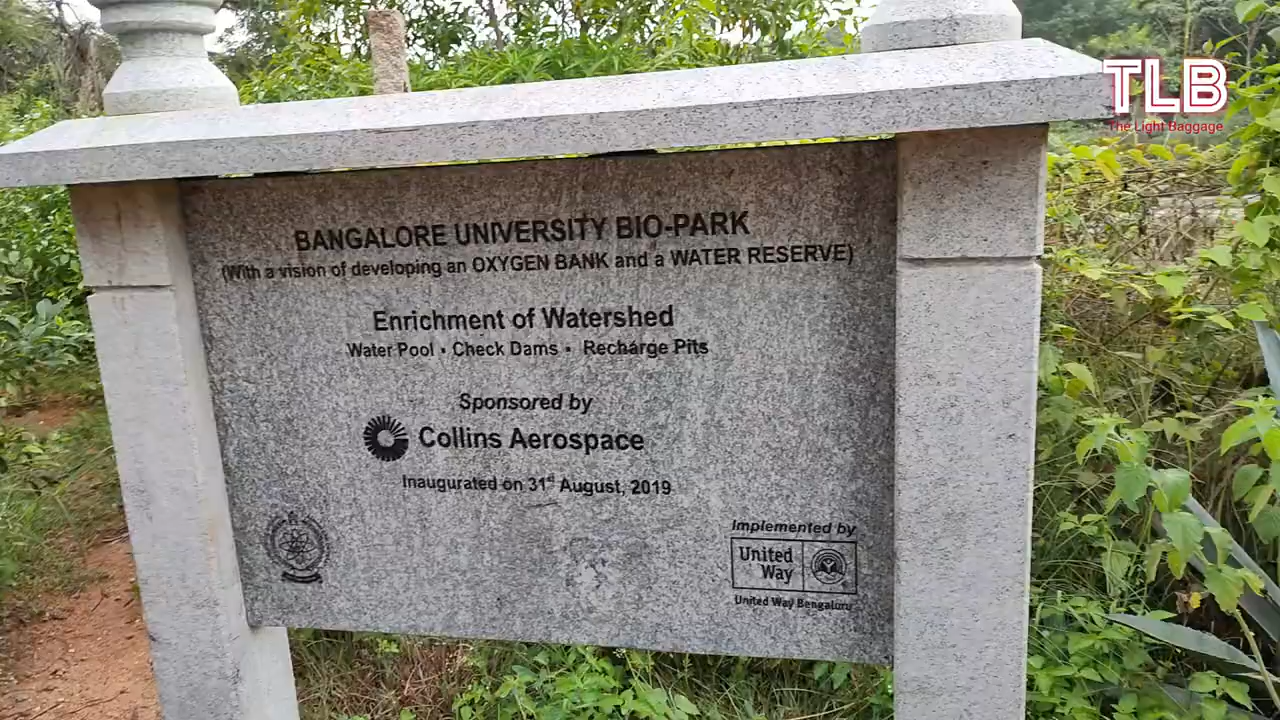 TLB
The Light Baggage
BANGALORE UNIVERSITY BIO-PARK
(With a vision of developing an OXYGEN BANK and a WATER RESERVE)
Enrichment of Watershed
Water Pool • Check Dams • Recharge Pits
Sponsored by
Collins Aerospace
Inaugurated on 31st August, 2019
Implemented by
United
Way
United Way Bengaluru